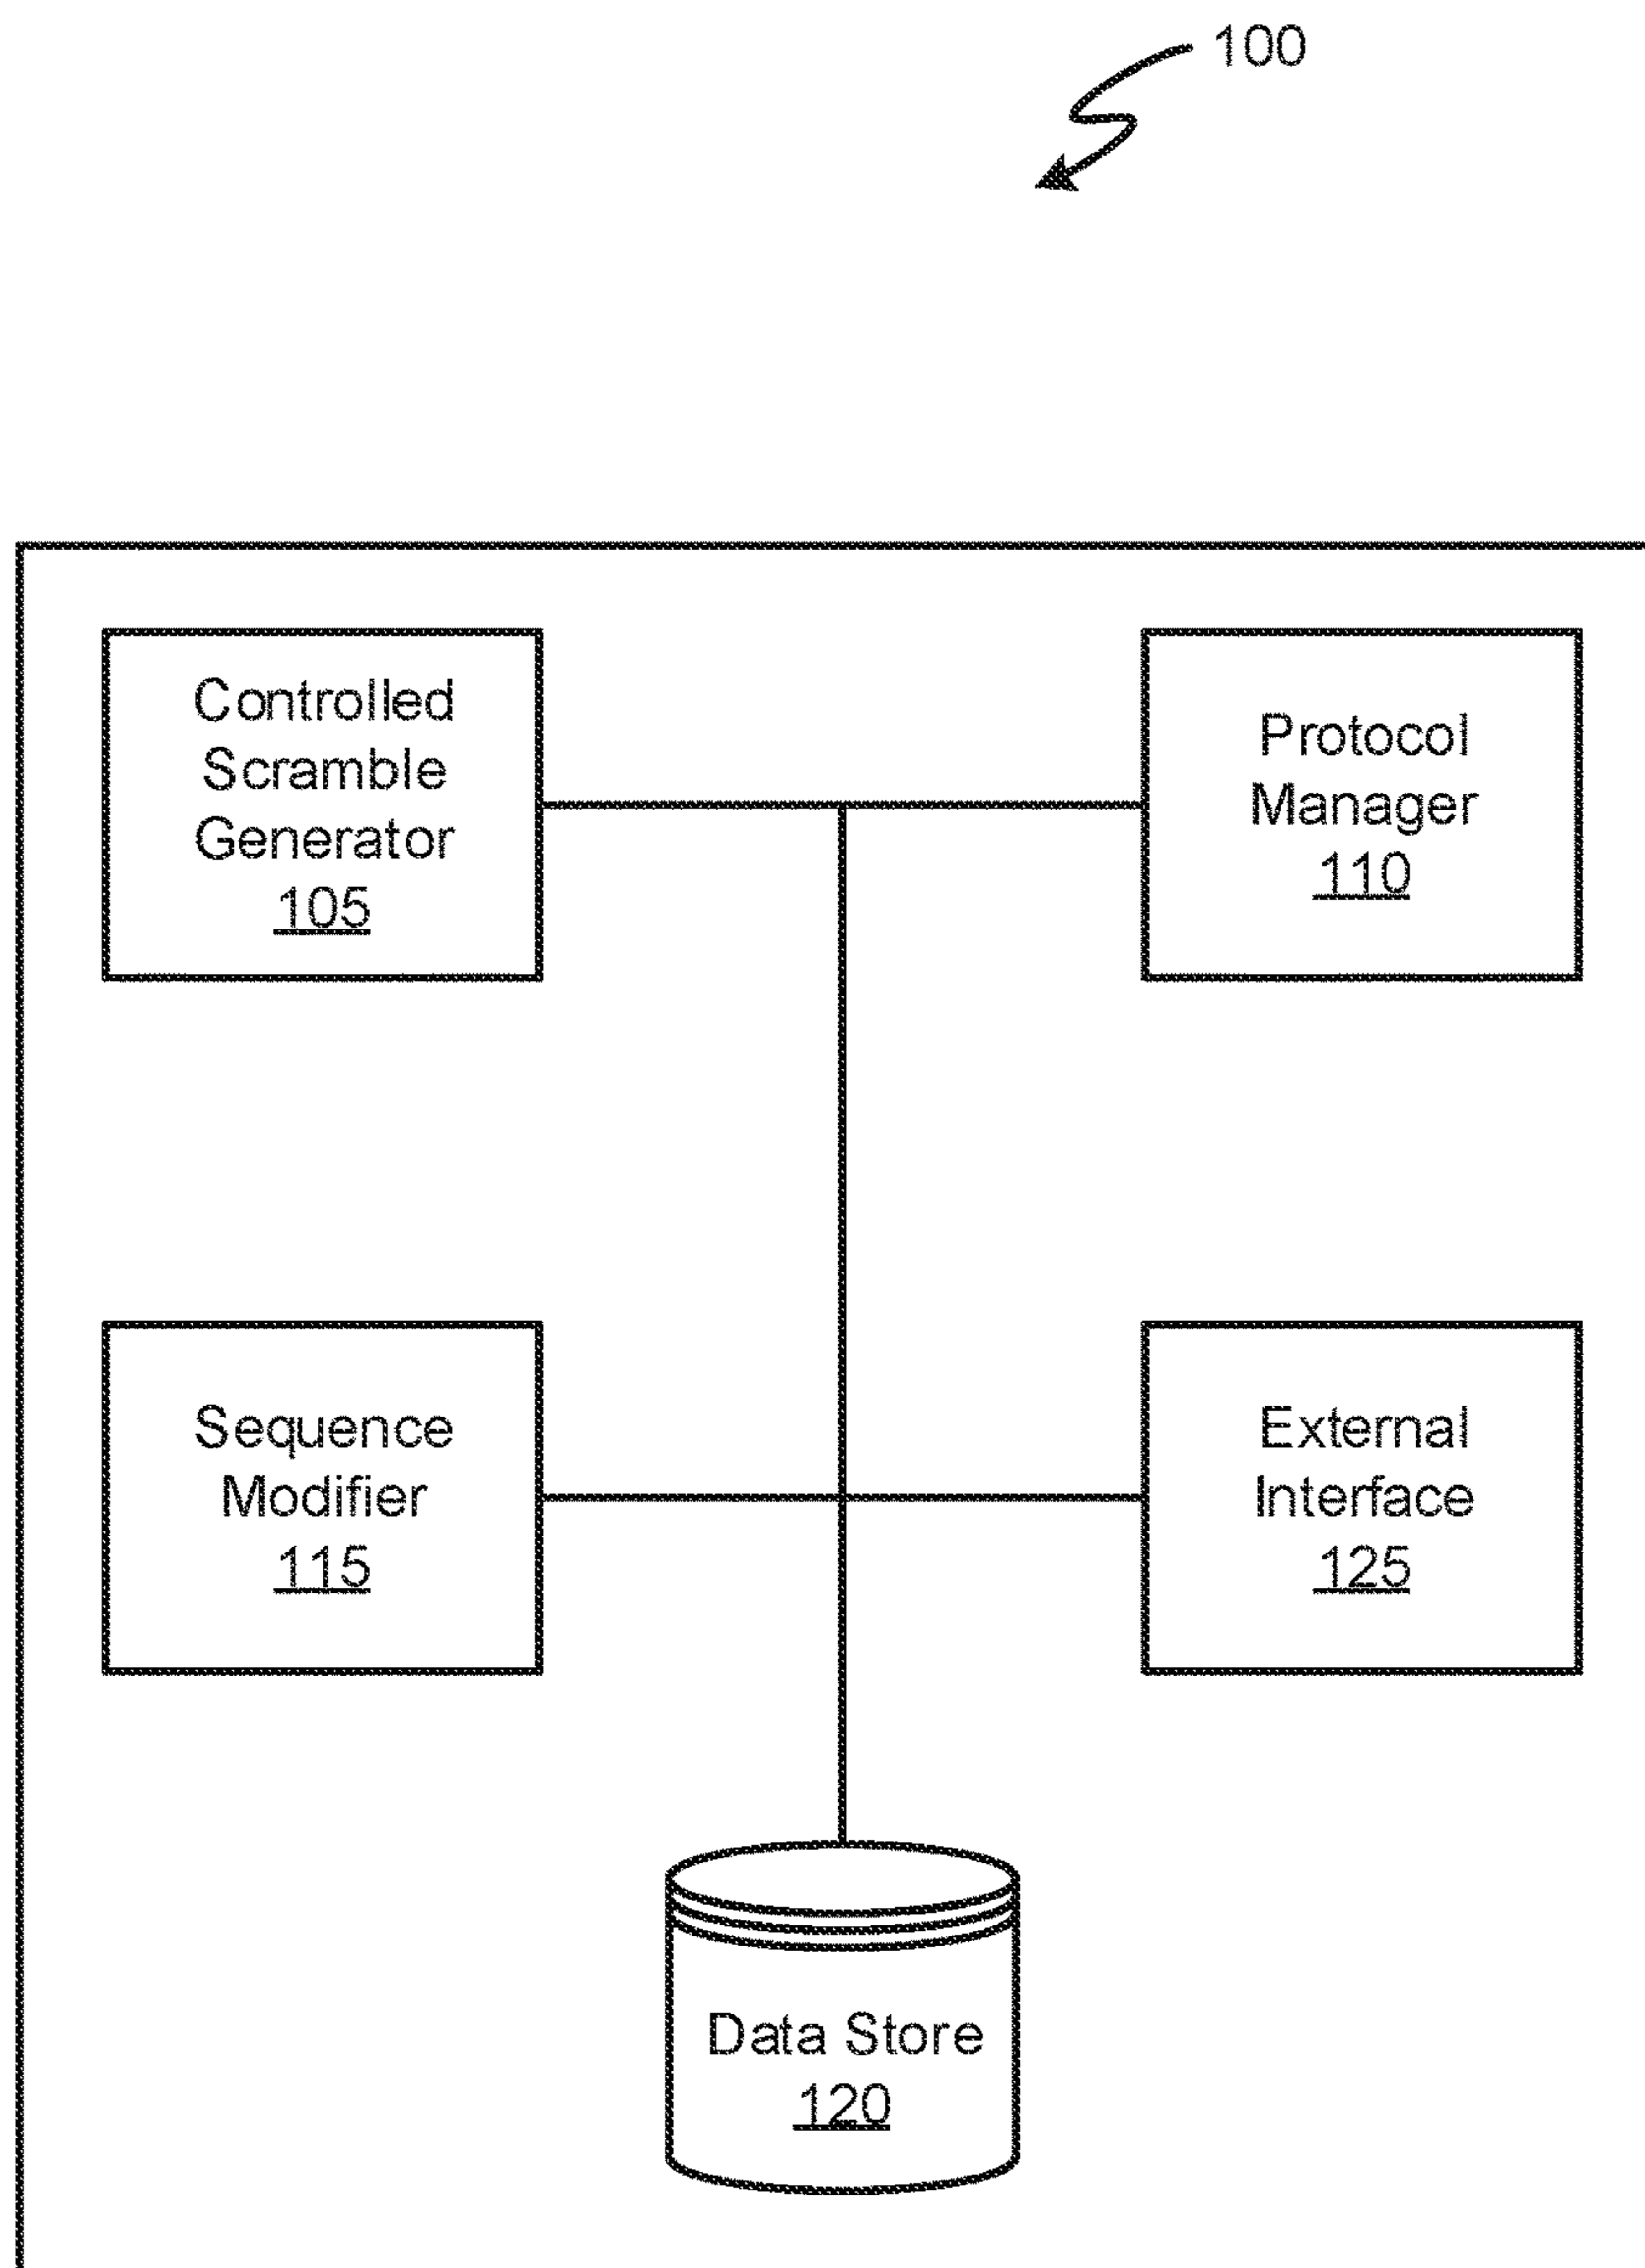 100
Controlled
Scramble
Generator
105
Protocol
Manager
110
Sequence
Modifier
115
External
Interface
125
Data Store
120